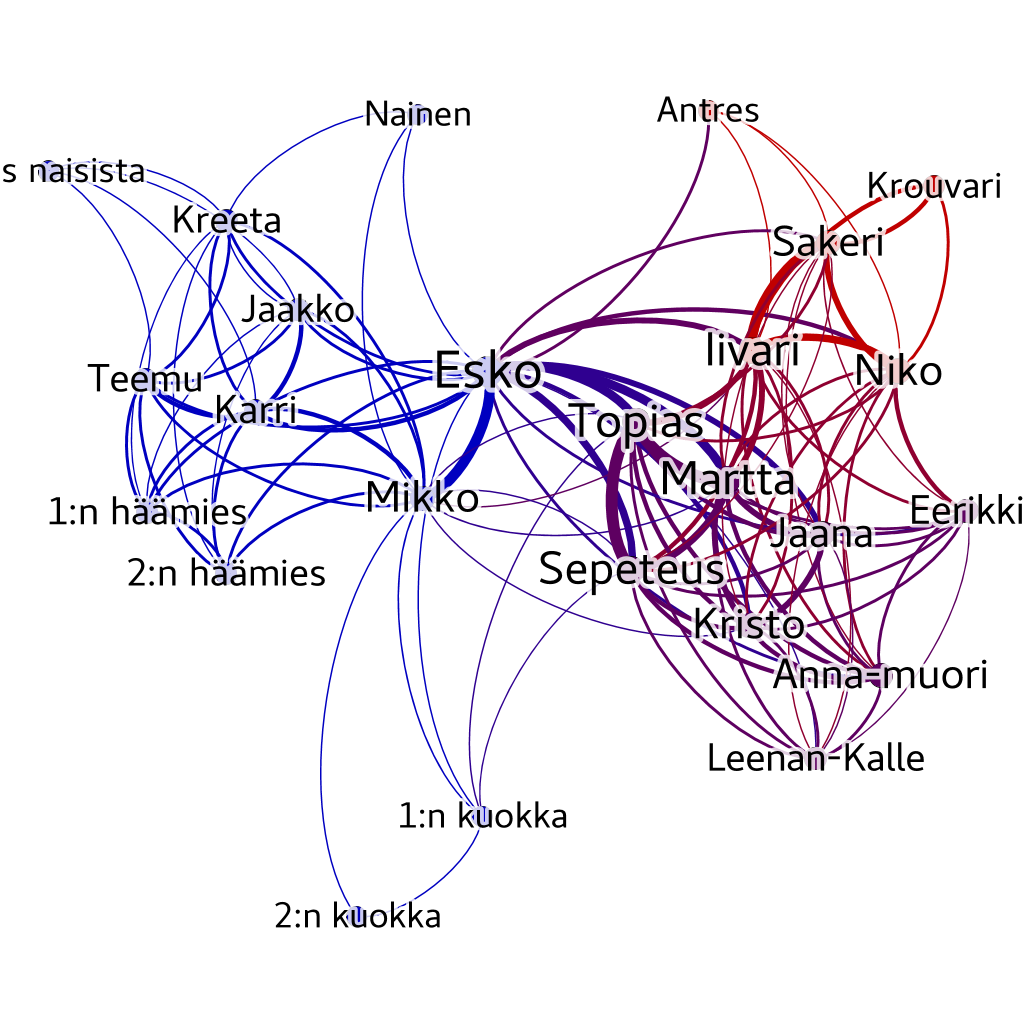 Nainen
Antres
s naisista
Krouvari
Kreeta
Sakeri
Jaakko
Iivari
Esko
Niko
Teemu
Karri
Topias
Martta
Mikko
1:n häämies
Eerikki
Jaana
2:n häämies
Sepeteus
Kristo
Anna-muori
Leenan-Kalle
1:n kuokka
2:n kuokka